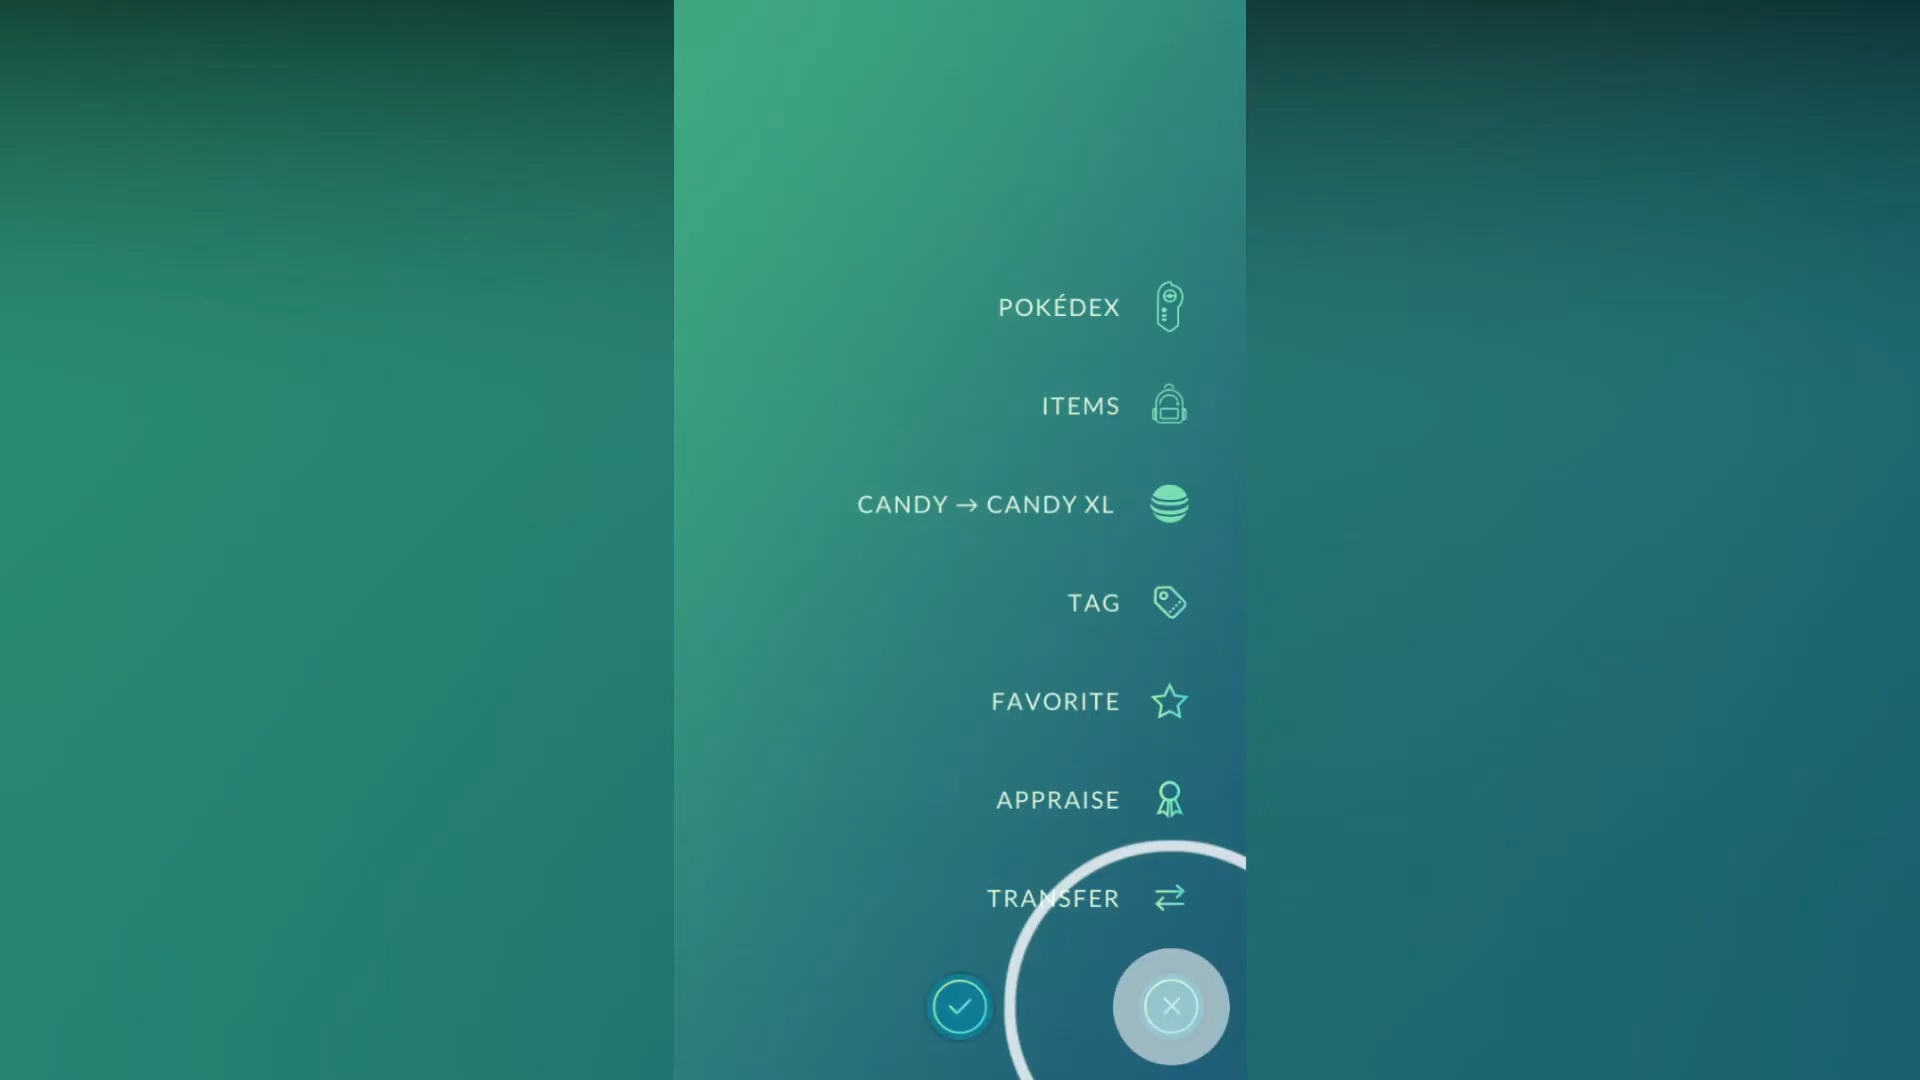 POKÉDEX
ITEMS
CANDY → CANDY XL
TAG
FAVORITE
APPRAISE
TRANSFER